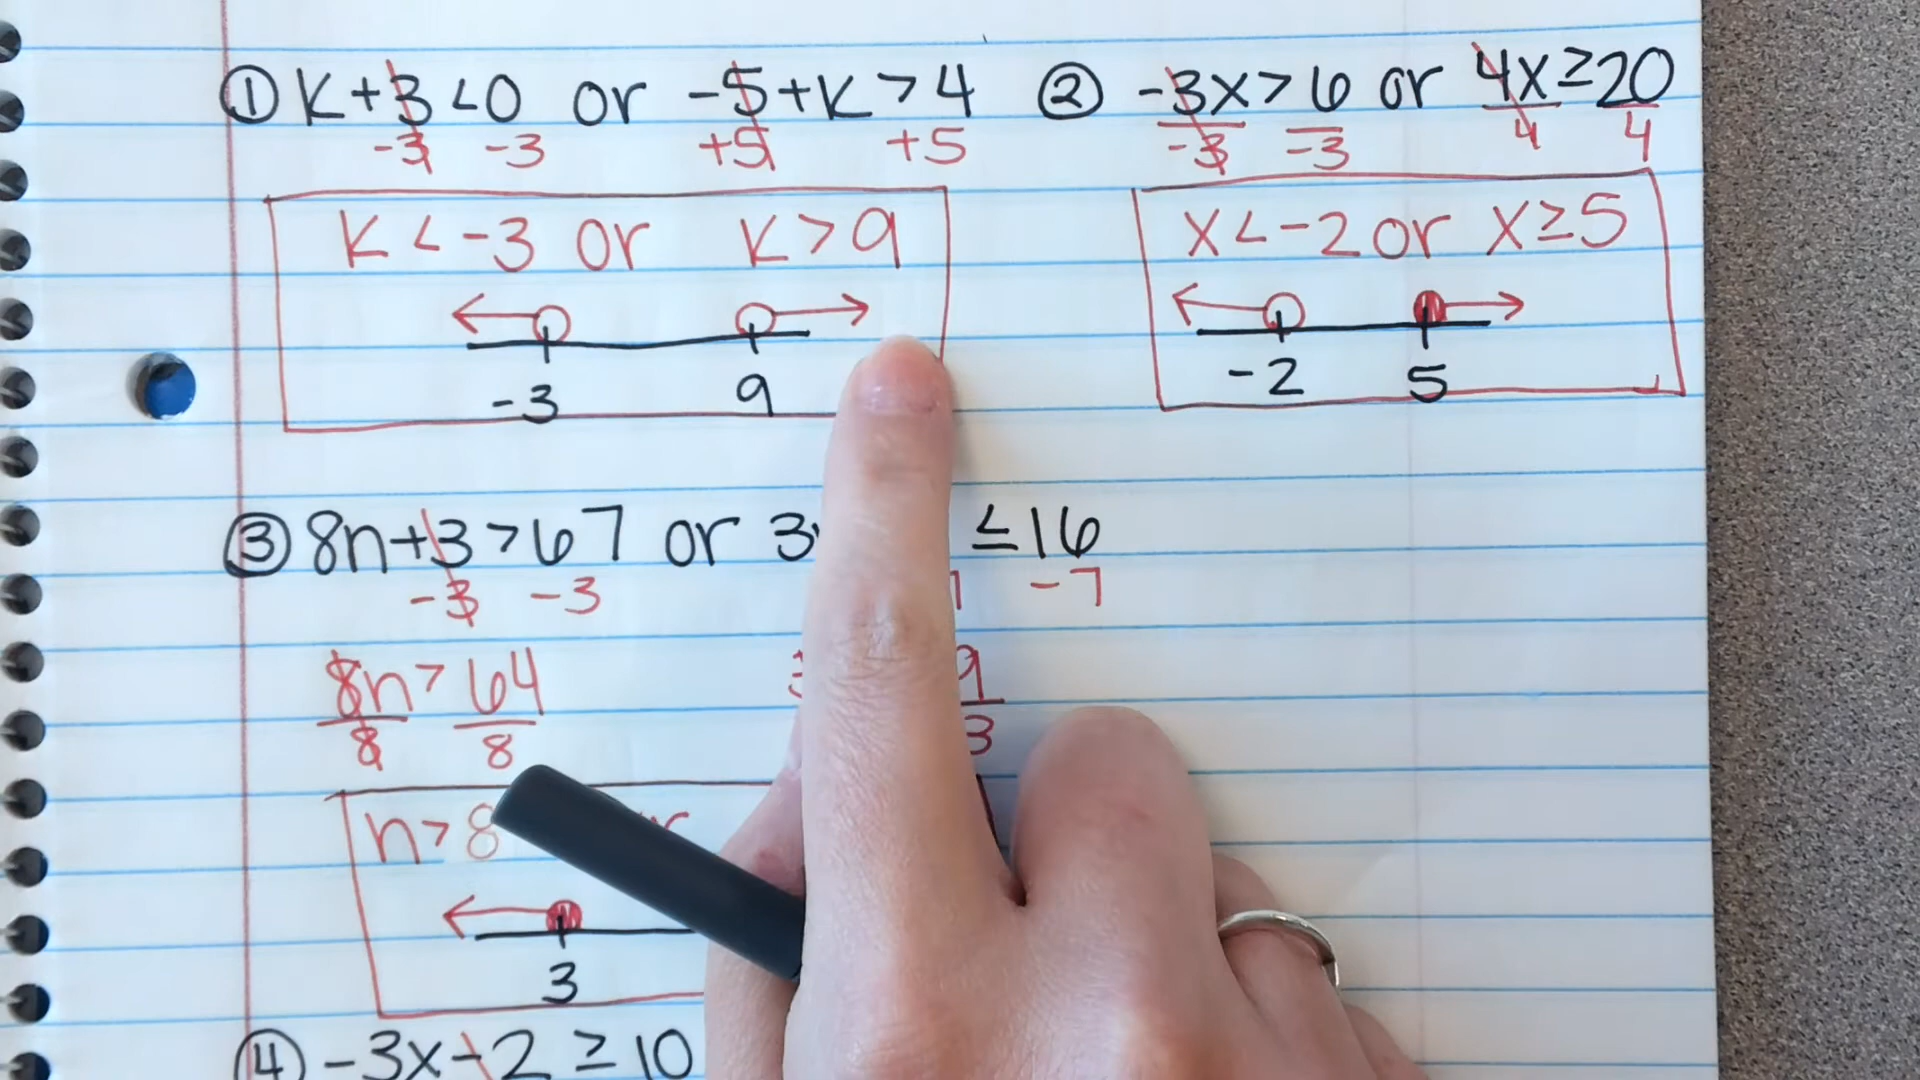 ① K+3<0 or -5+K>4
-3 -3 +5 +5
K<-3 or K>9
-3 9
② -3x>6 or 4x≥20
-3 -3 4 4
x<-2 or x≥5
-2 5
③ 8n+3>67 or 3 ≤16
-3 -3 -7
8n>64 9
8 8 3
n>8
3
④ -3x-2≥10